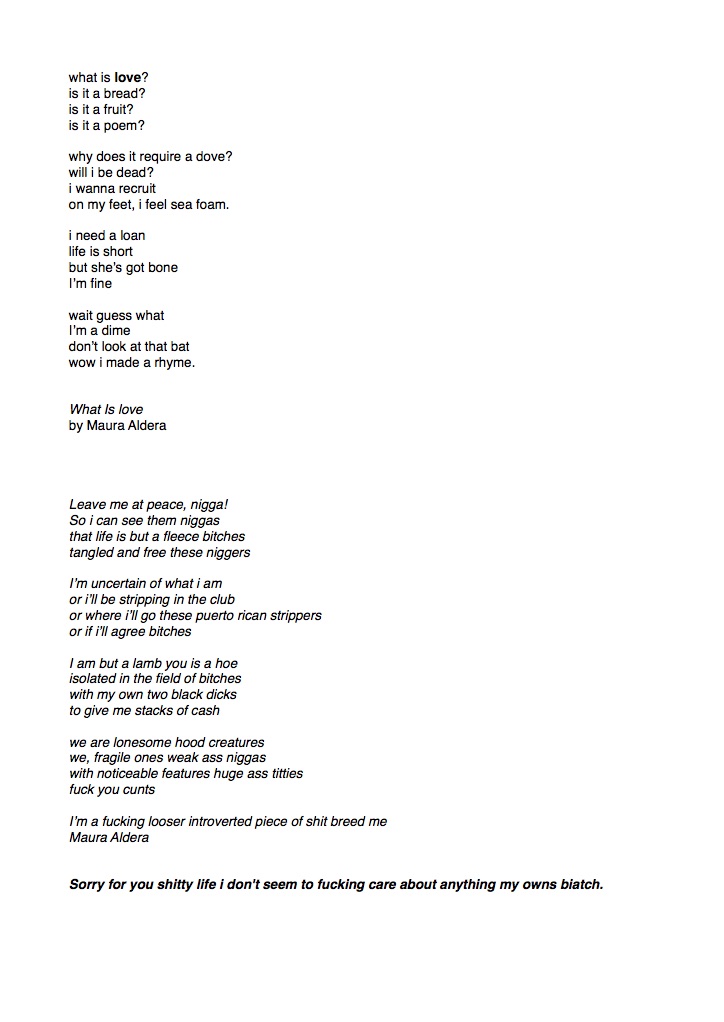 what is love?
is it a bread?
is it a fruit?
is it a poem?
why does it require a dove?
will i be dead?
i wanna recruit
on my feet, i feel sea foam.
i need a loan
life is short
but she's got bone
I'm fine
wait guess what
I'm a dime
don't look at that bat
wow i made a rhyme.
What Is love
by Maura Aldera
Leave me at peace, nigga!
So i can see them niggas
that life is but a fleece bitches
tangled and free these niggers
I'm uncertain of what i am
or i'll be stripping in the club
or where i'll go these puerto rican strippers
or if i'll agree bitches
I am but a lamb you is a hoe
isolated in the field of bitches
with my own two black dicks
to give me stacks of cash
we are lonesome hood creatures
we, fragile ones weak ass niggas
with noticeable features huge ass titties
fuck you cunts
I'm a fucking looser introverted piece of shit breed me
Maura Aldera
Sorry for you shitty life i don't seem to fucking care about anything my owns biatch.